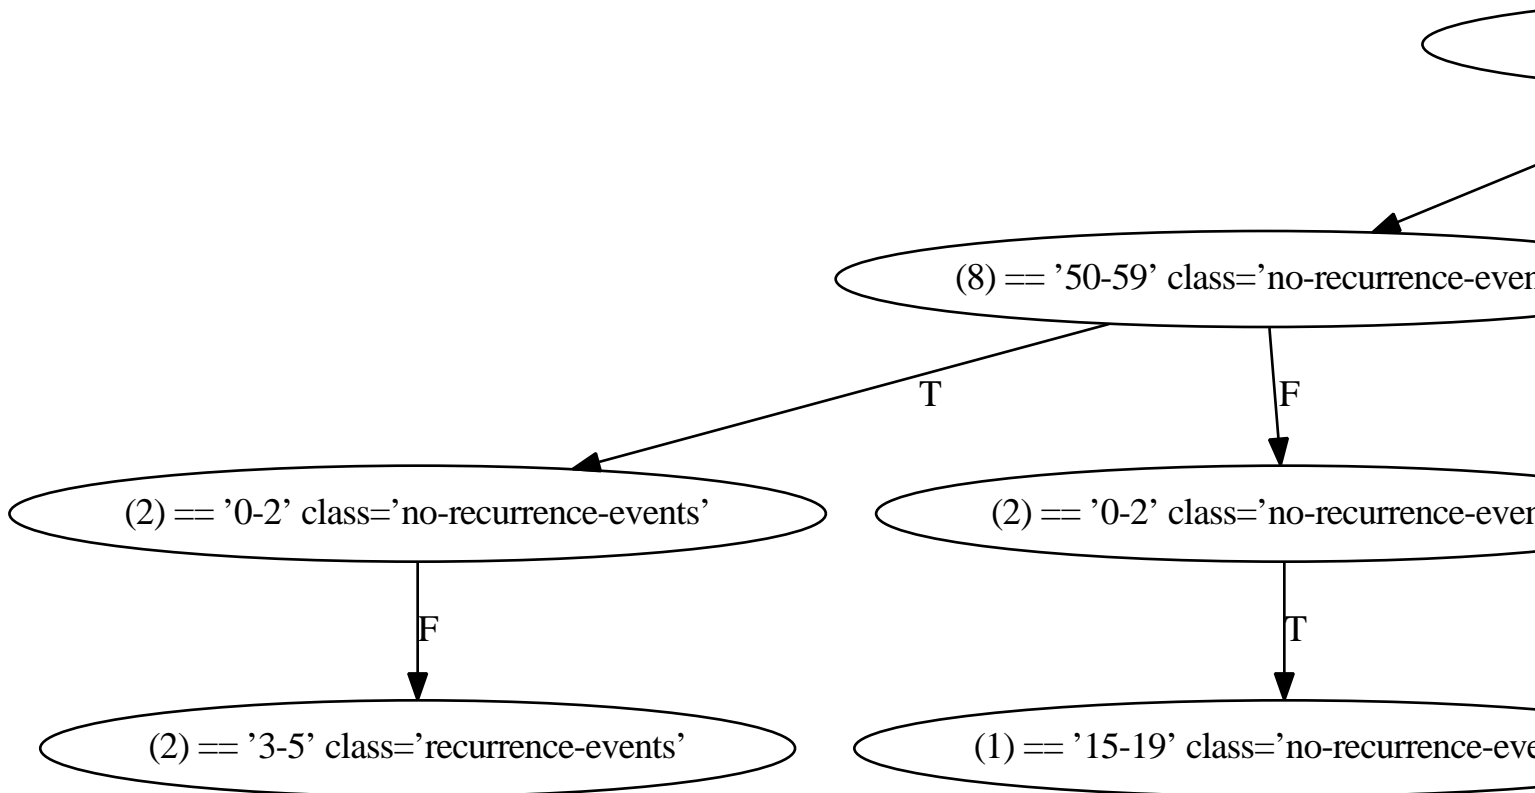 (8) == ’50-59’ class=’no-recurrence-even
T
F
(2) == ’0-2’ class=’no-recurrence-events’
(2) == ’0-2’ class=’no-recurrence-even
F
T
(2) == ’3-5’ class=’recurrence-events’
(1) == ’15-19’ class=’no-recurrence-eve